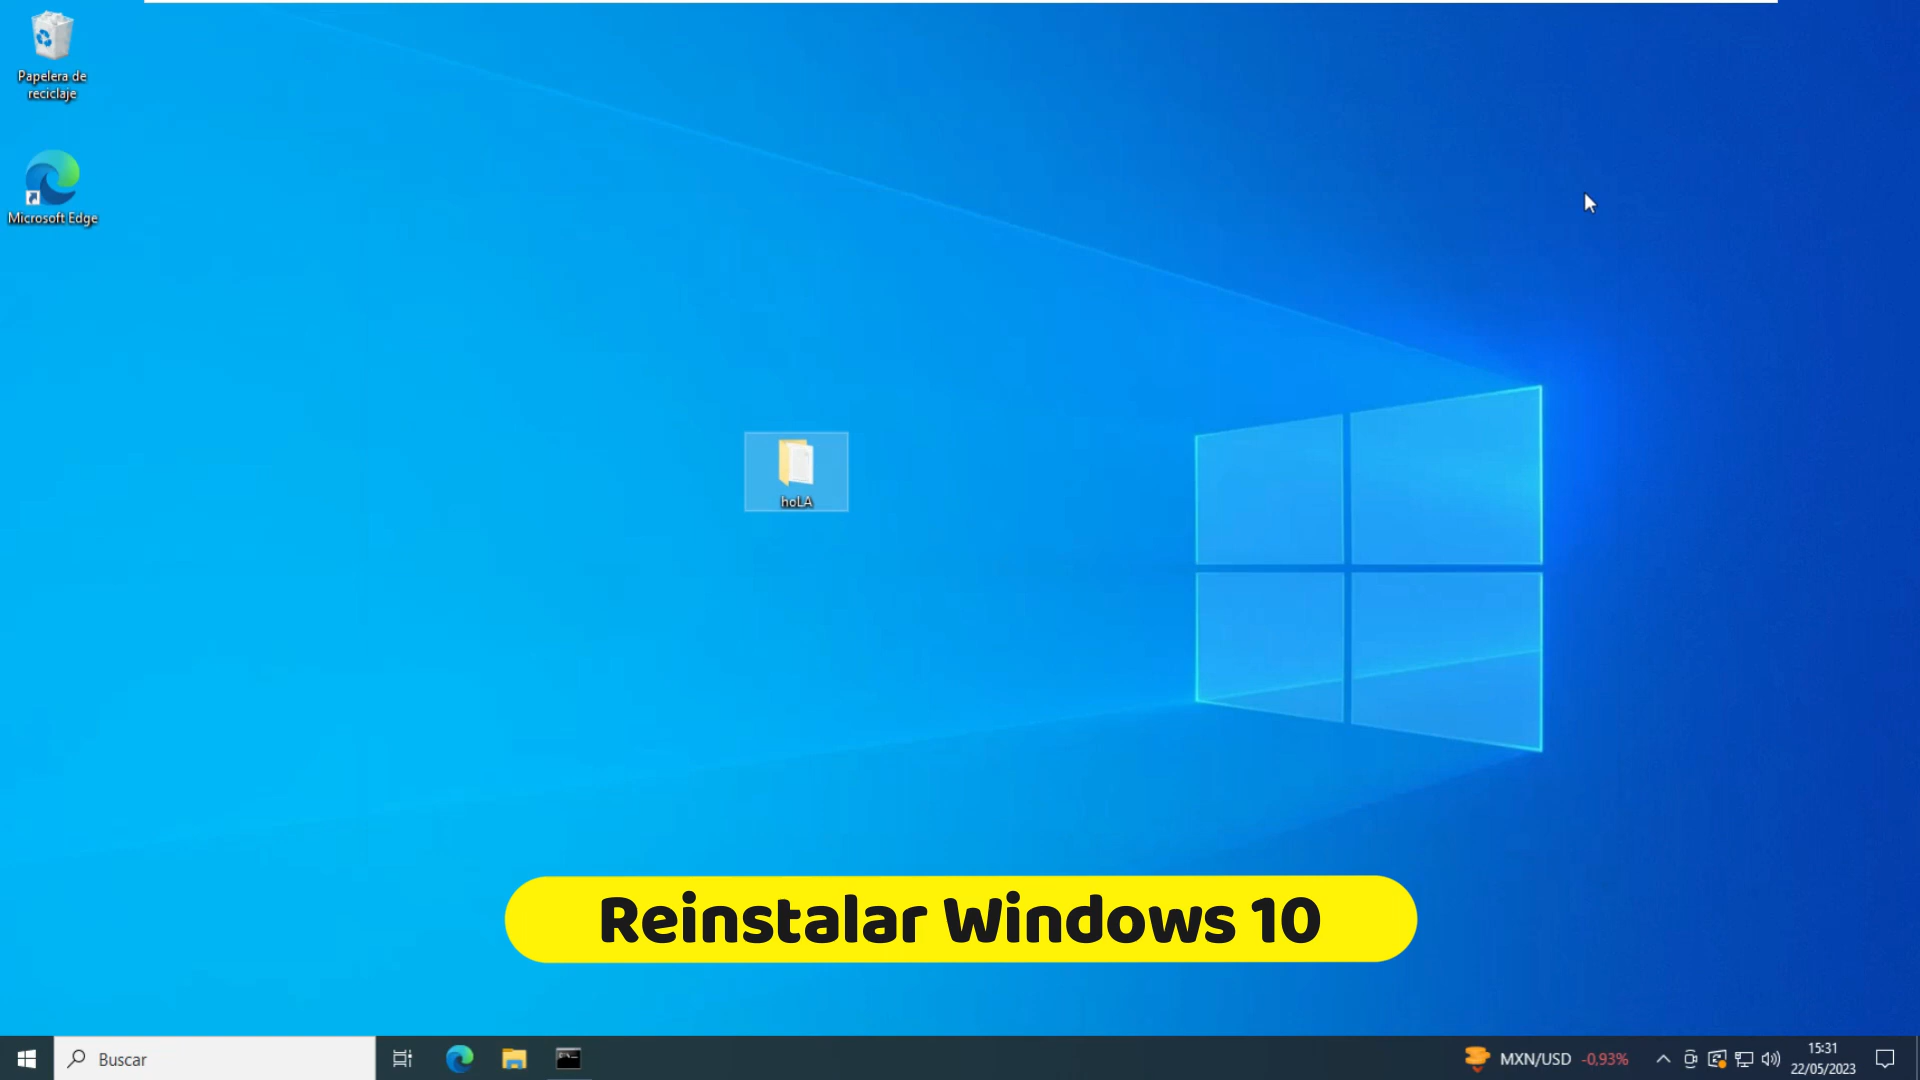 Papelera de
reciclaje
Microsoft Edge
hoLA
Reinstalar Windows 10
Buscar
MXN/USD -0,93%
15:31
22/05/2023